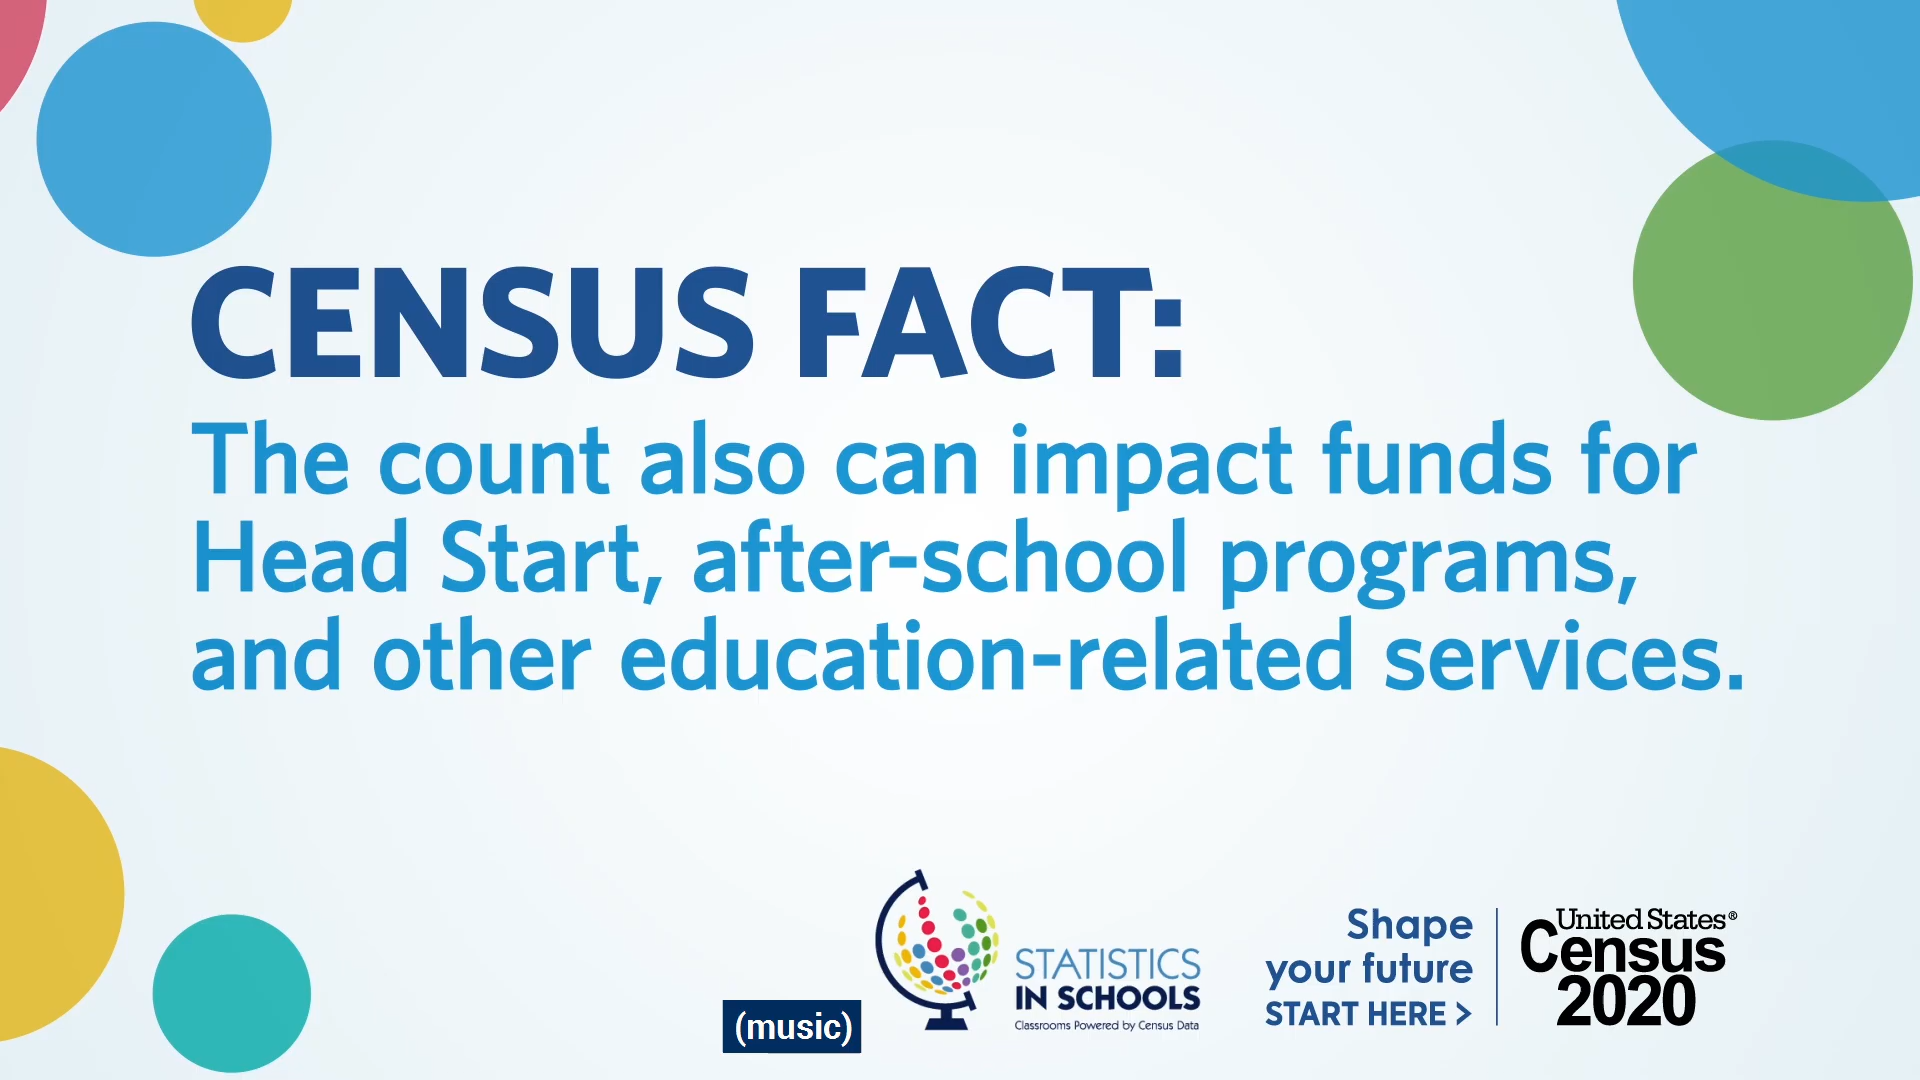 CENSUS FACT:
The count also can impact funds for
Head Start, after-school programs,
and other education-related services.
(music)
STATISTICS
IN SCHOOLS
Classrooms Powered by Census Data
Shape
your future
START HERE >
United States®
Census
2020